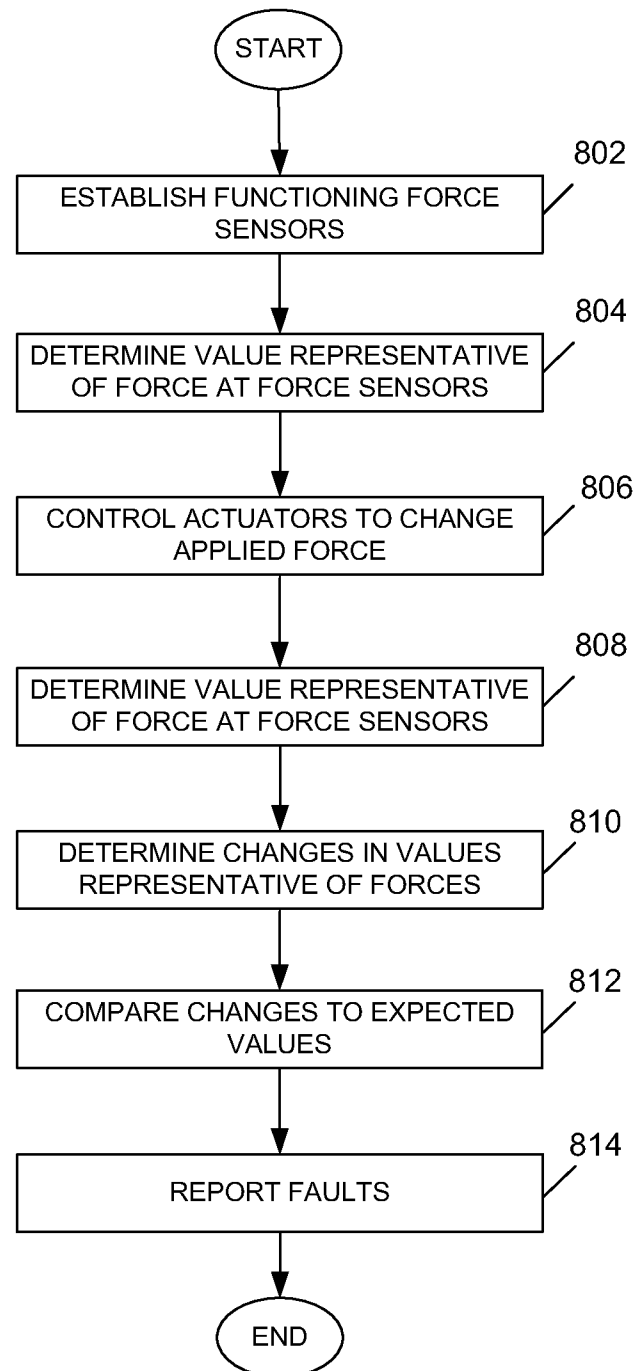 START
802
ESTABLISH FUNCTIONING FORCE
SENSORS
804
DETERMINE VALUE REPRESENTATIVE
OF FORCE AT FORCE SENSORS
806
CONTROL ACTUATORS TO CHANGE
APPLIED FORCE
808
DETERMINE VALUE REPRESENTATIVE
OF FORCE AT FORCE SENSORS
810
DETERMINE CHANGES IN VALUES
REPRESENTATIVE OF FORCES
812
COMPARE CHANGES TO EXPECTED
VALUES
814
REPORT FAULTS
END